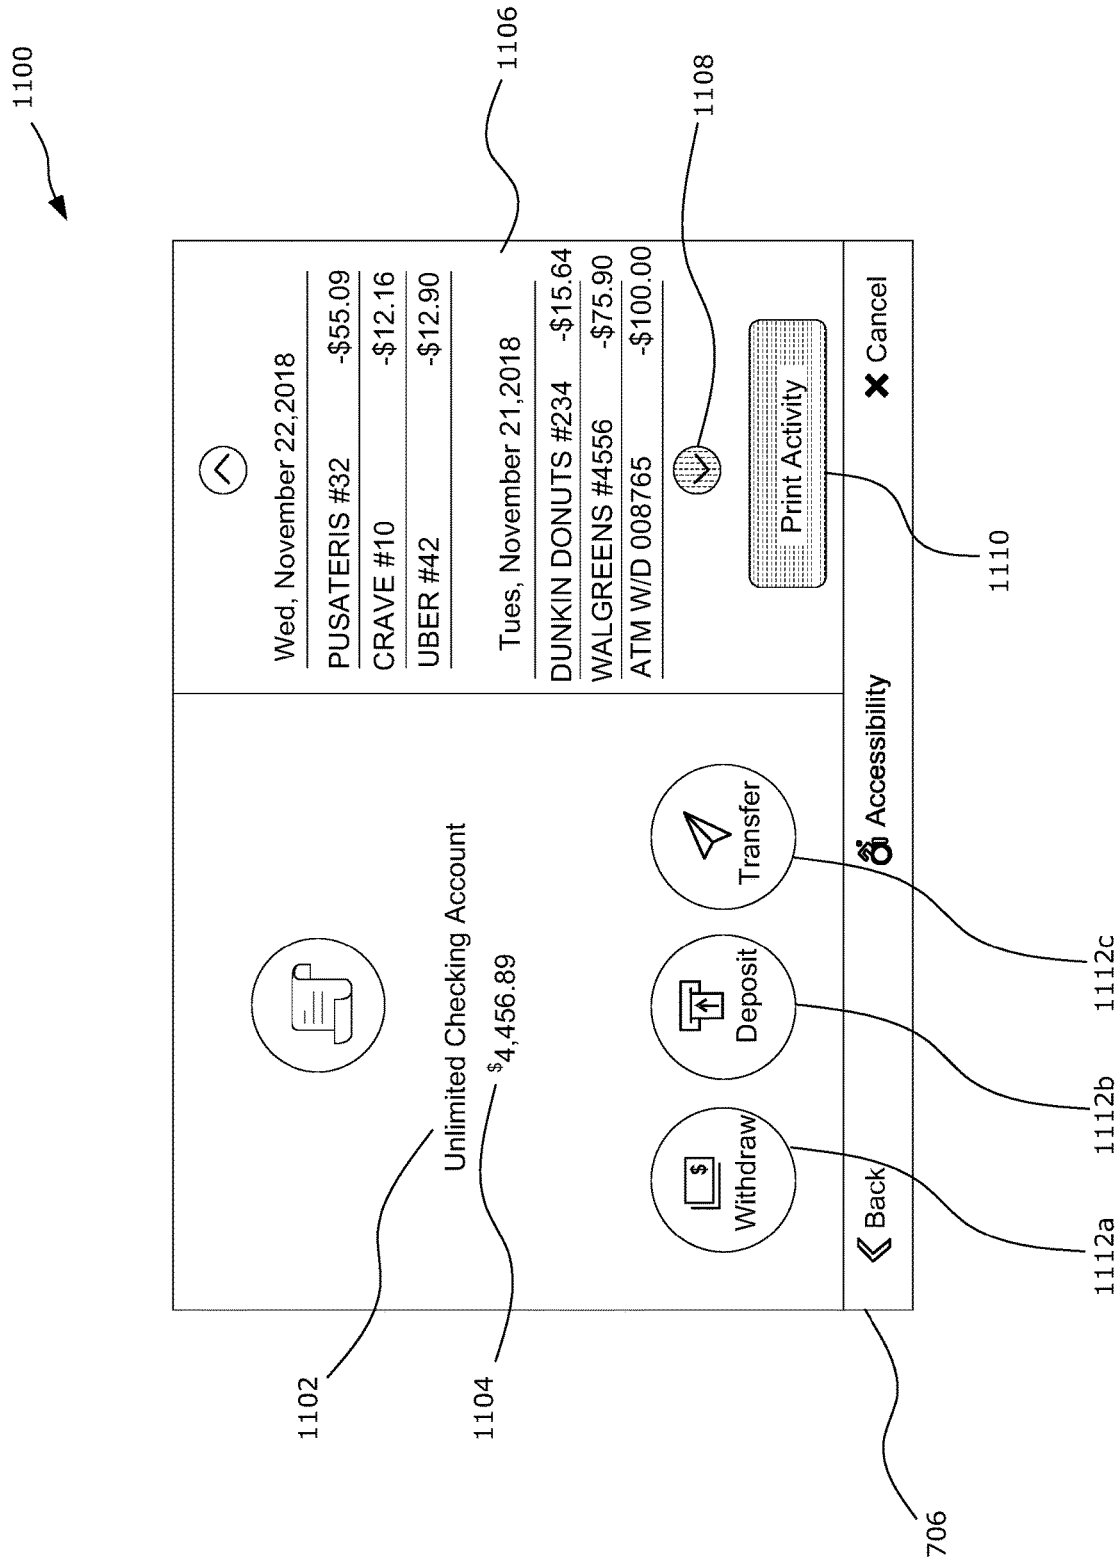 1100
1102
1104
Unlimited Checking Account
$4,456.89
$
Withdraw
Deposit
Transfer
Wed, November 22,2018
PUSATERIS #32 -$55.09
CRAVE #10 -$12.16
UBER #42 -$12.90
Tues, November 21,2018
DUNKIN DONUTS #234 -$15.64
WALGREENS #4556 -$75.90
ATM W/D 008765 -$100.00
Print Activity
1106
1108
Back
Accessibility
Cancel
706
1112a
1112b
1112c
1110